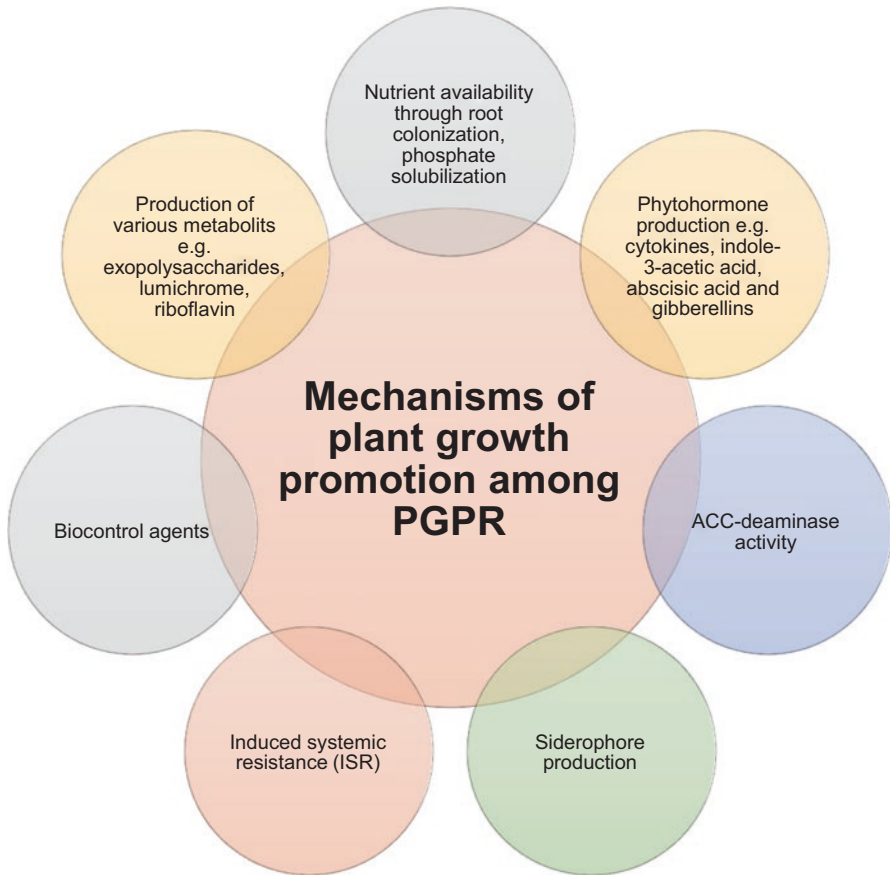 Nutrient availability
through root
colonization,
phosphate
solubilization
Production of
various metabolits
e.g.
exopolysaccharides,
lumichrome,
riboflavin
Phytohormone
production e.g.
cytokines, indole-
3-acetic acid,
abscisic acid and
gibberellins
Mechanisms of
plant growth
promotion among
PGPR
Biocontrol agents
ACC-deaminase
activity
Induced systemic
resistance (ISR)
Siderophore
production